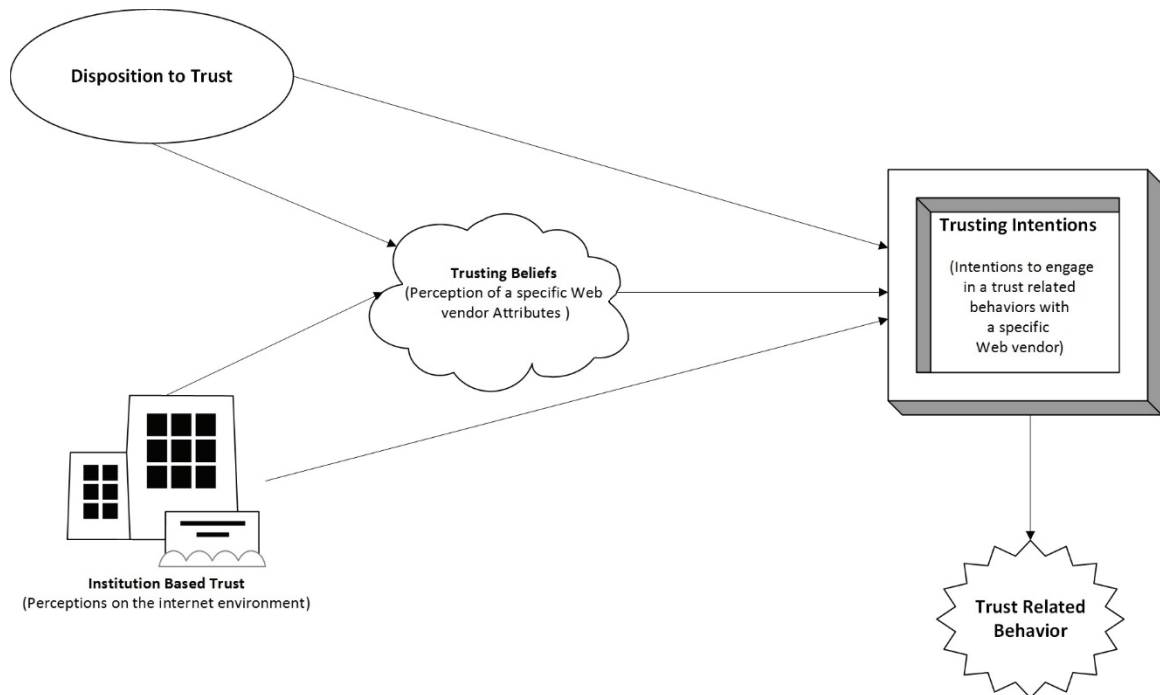 Disposition to Trust
Trusting Beliefs
(Perception of a specific Web
vendor Attributes )
Trusting Intentions
(Intentions to engage
in a trust related
behaviors with
a specific
Web vendor)
Institution Based Trust
(Perceptions on the internet environment)
Trust Related
Behavior